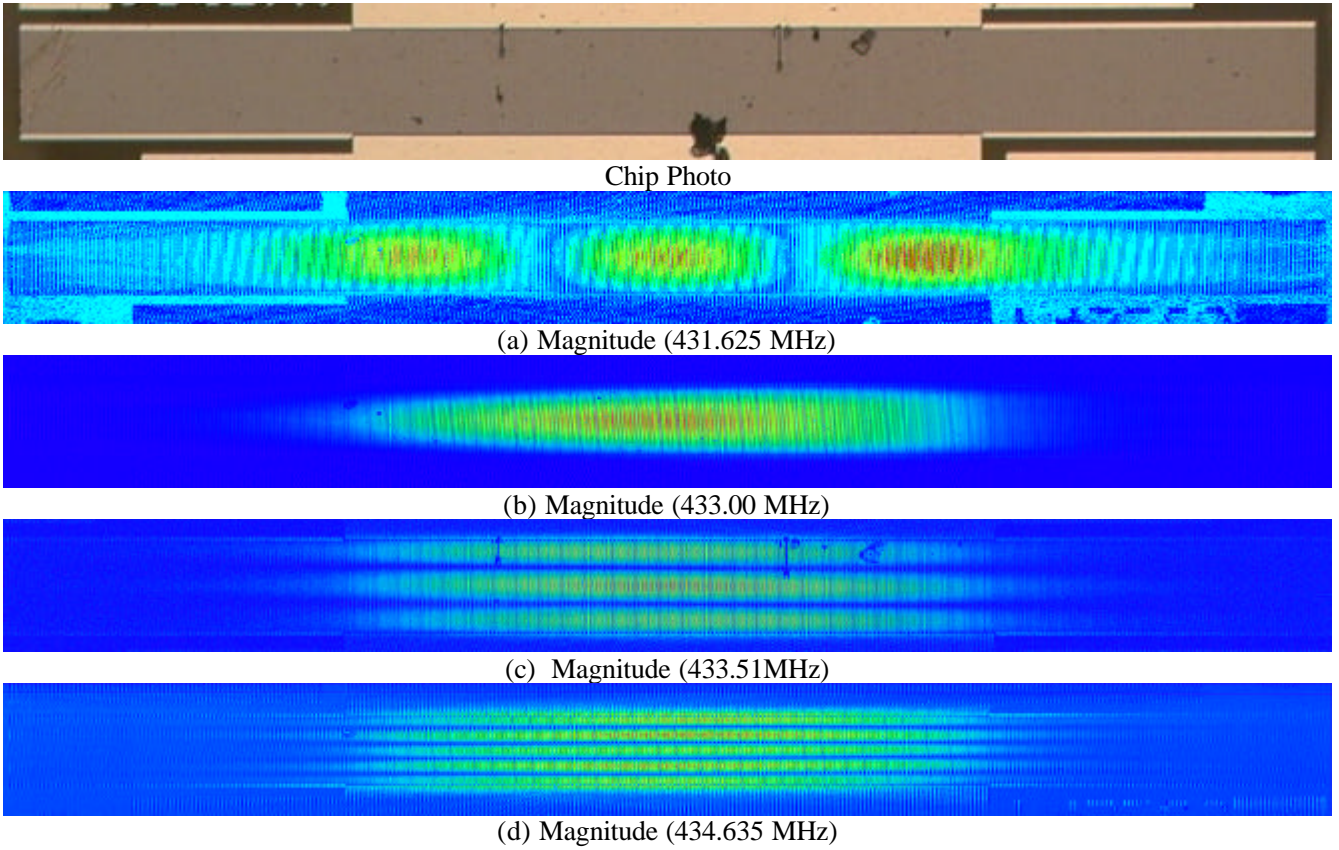 Chip Photo
(a) Magnitude (431.625 MHz)
(b) Magnitude (433.00 MHz)
(c) Magnitude (433.51MHz)
(d) Magnitude (434.635 MHz)